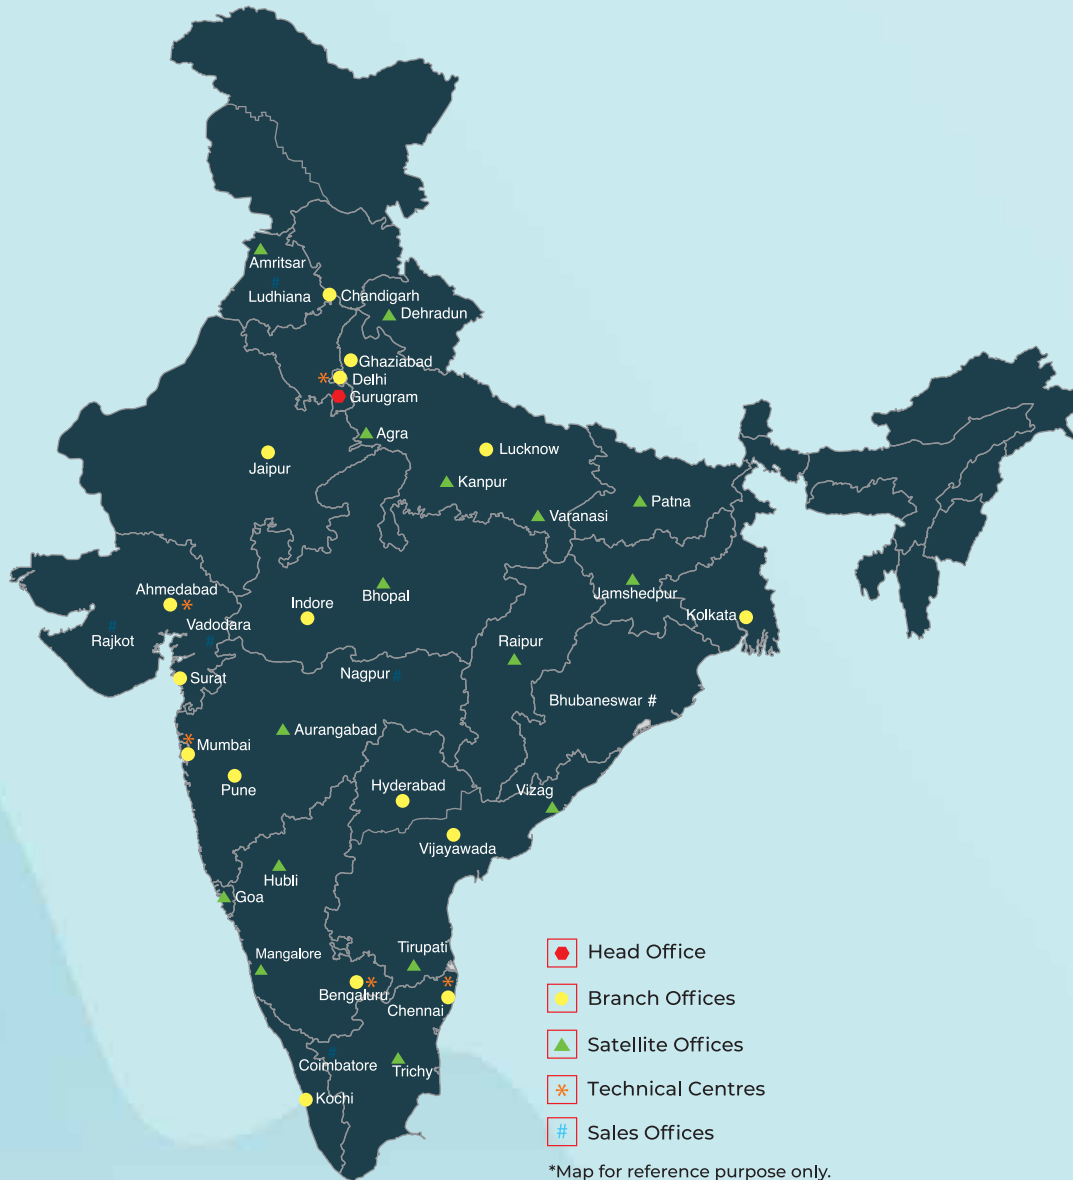 Amritsar
#
Ludhiana
Chandigarh
Dehradun
Ghaziabad
* Delhi
Gurugram
Agra
Jaipur
Lucknow
Kanpur
Varanasi
Patna
Ahmedabad
*
Vadodara
#
#
Rajkot
Indore
Bhopal
Jamshedpur
Kolkata
Raipur
Surat
Nagpur #
Bhubaneswar #
Aurangabad
*
Mumbai
Pune
Hyderabad
Vizag
Vijayawada
Hubli
Goa
Mangalore
Tirupati
*
Bengaluru
*
Chennai
#
Coimbatore
Trichy
Kochi
Head Office
Branch Offices
Satellite Offices
* Technical Centres
# Sales Offices
*Map for reference purpose only.